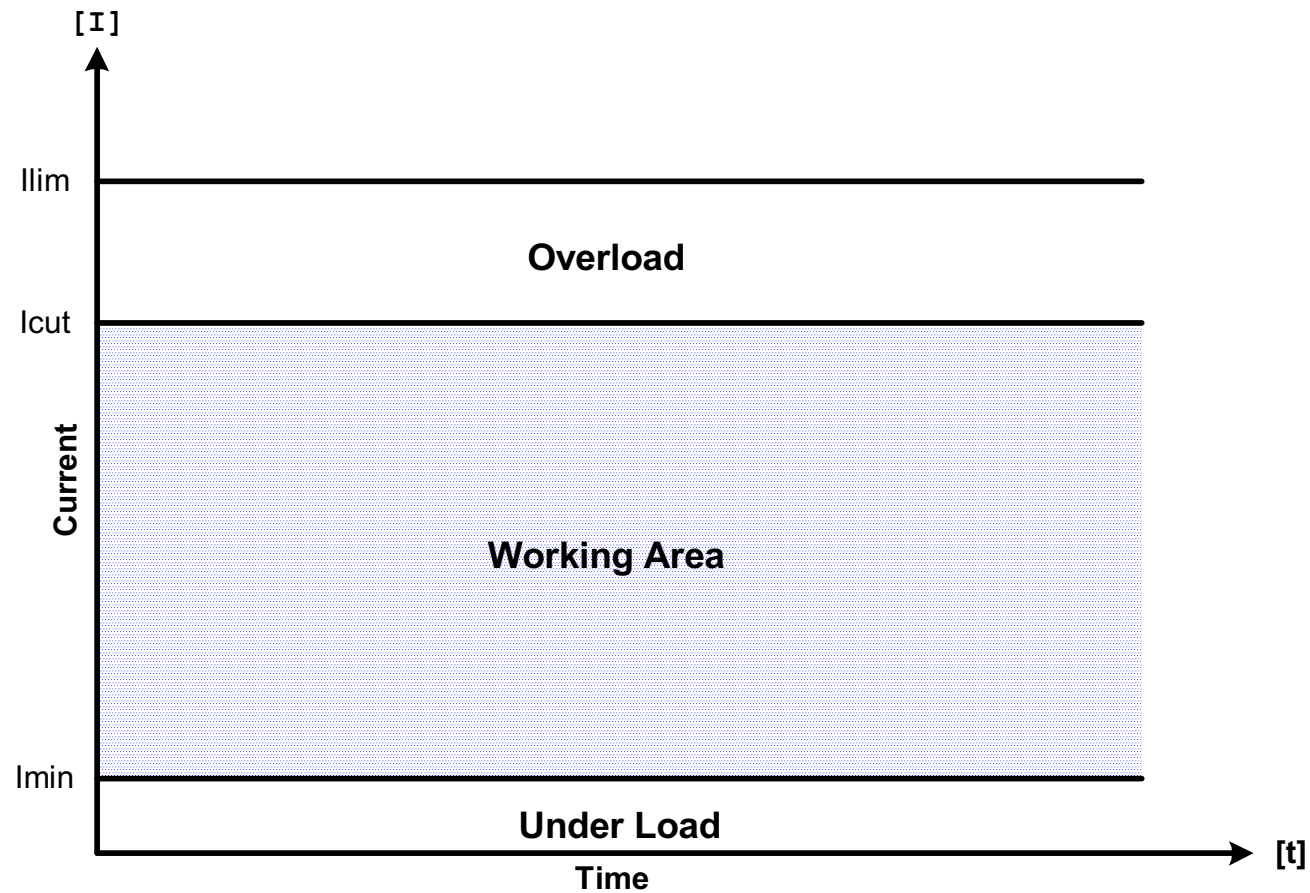 [I]
Ilim
Overload
Icut
Current
Working Area
Imin
Under Load
[t]
Time